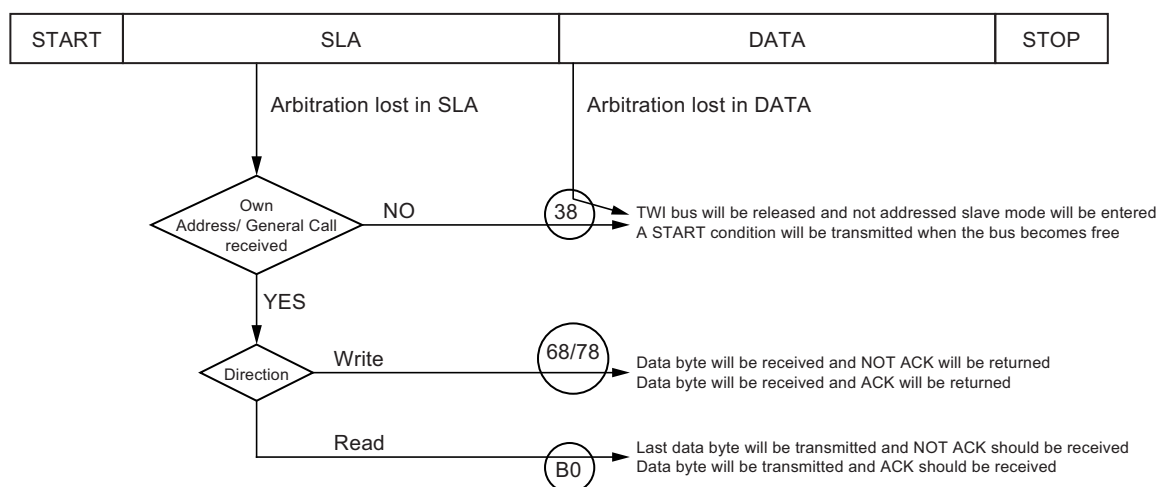 START SLA DATA STOP
Arbitration lost in SLA Arbitration lost in DATA
Own
Address/ General Call
received
NO
38
TWI bus will be released and not addressed slave mode will be entered
A START condition will be transmitted when the bus becomes free
YES
Direction
Write
68/78
Data byte will be received and NOT ACK will be returned
Data byte will be received and ACK will be returned
Read
B0
Last data byte will be transmitted and NOT ACK should be received
Data byte will be transmitted and ACK should be received